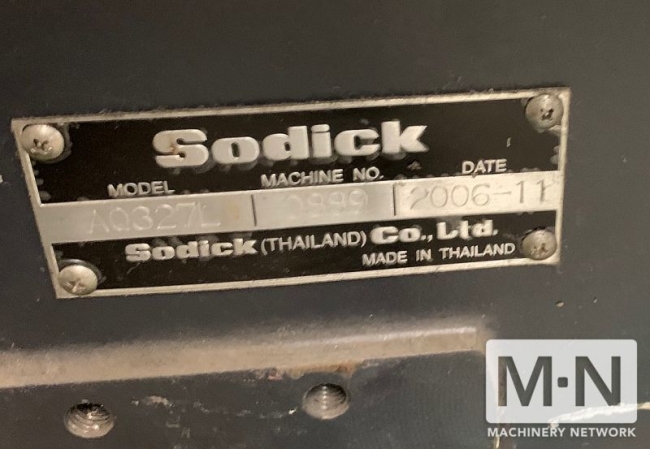 Sodick
MODEL MACHINE NO. DATE
AQ327L 0999 2006-11
Sodick (THAILAND) Co., Ltd.
MADE IN THAILAND
M·N
MACHINERY NETWORK